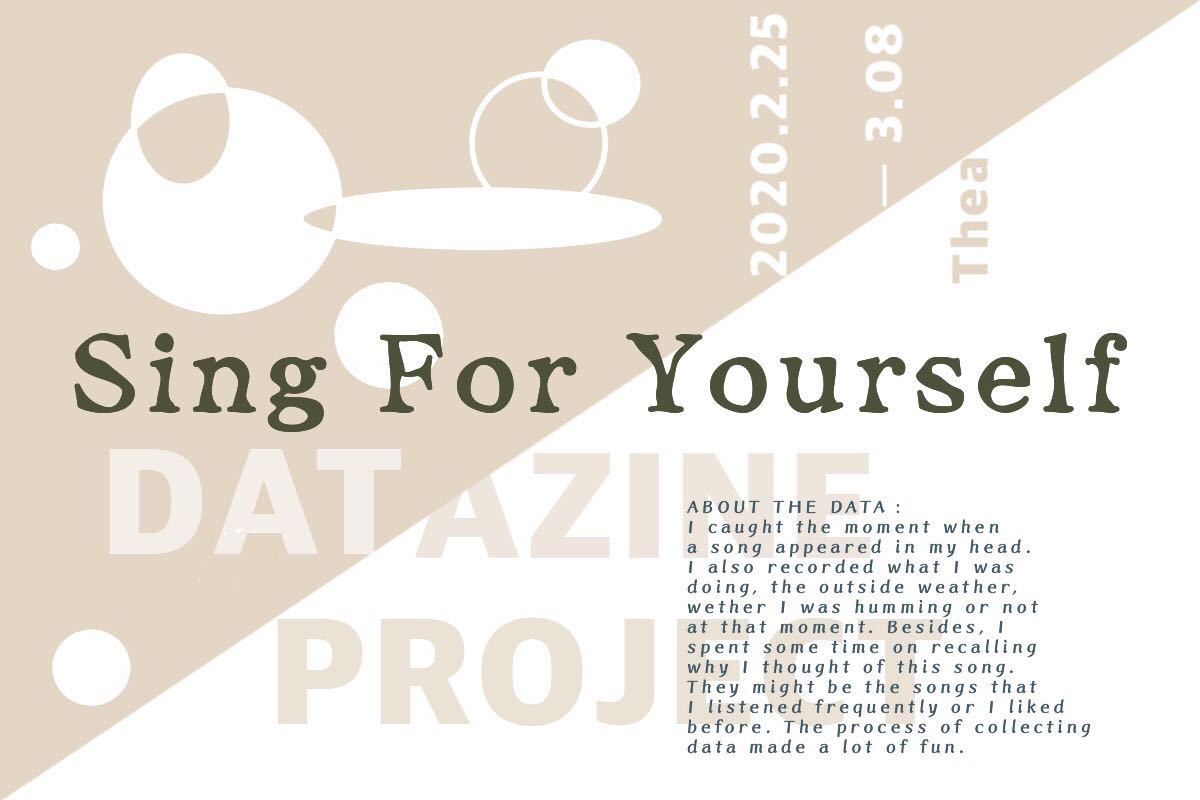 2020.2.25
— 3.08
Thea
Sing For Yourself
DATAZINE
PROJECT
ABOUT THE DATA :
I caught the moment when
a song appeared in my head.
I also recorded what I was
doing, the outside weather,
wether I was humming or not
at that moment. Besides, I
spent some time on recalling
why I thought of this song.
They might be the songs that
I listened frequently or I liked
before. The process of collecting
data made a lot of fun.